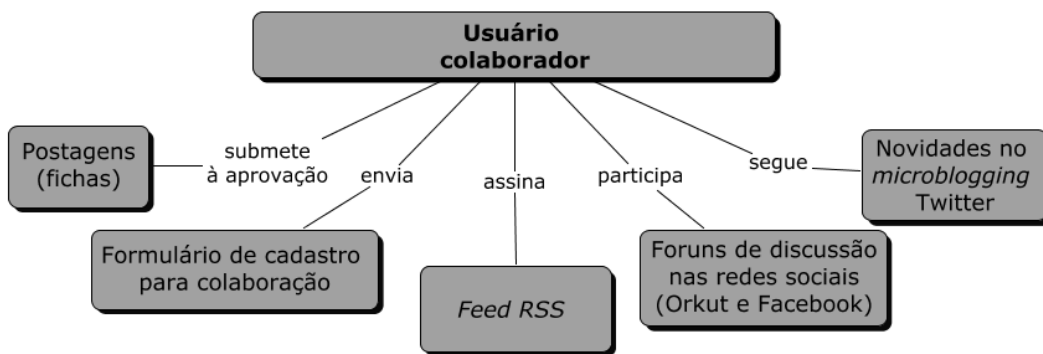 Usuário
colaborador
Postagens
(fichas)
submete
à aprovação
envia
assina
participa
segue
Novidades no
microblogging
Twitter
Formulário de cadastro
para colaboração
Feed RSS
Foruns de discussão
nas redes sociais
(Orkut e Facebook)